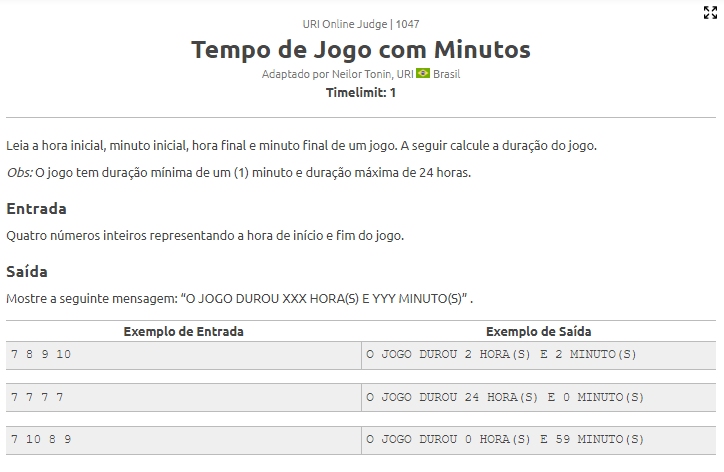 URI Online Judge | 1047
Tempo de Jogo com Minutos
Adaptado por Neilor Tonin, URI Brasil
Timelimit: 1
Leia a hora inicial, minuto inicial, hora final e minuto final de um jogo. A seguir calcule a duração do jogo.
Obs: O jogo tem duração mínima de um (1) minuto e duração máxima de 24 horas.
Entrada
Quatro números inteiros representando a hora de início e fim do jogo.
Saída
Mostre a seguinte mensagem: “O JOGO DUROU XXX HORA(S) E YYY MINUTO(S)” .
Exemplo de Entrada Exemplo de Saída
7 8 9 10 O JOGO DUROU 2 HORA(S) E 2 MINUTO(S)
7 7 7 7 O JOGO DUROU 24 HORA(S) E 0 MINUTO(S)
7 10 8 9 O JOGO DUROU 0 HORA(S) E 59 MINUTO(S)